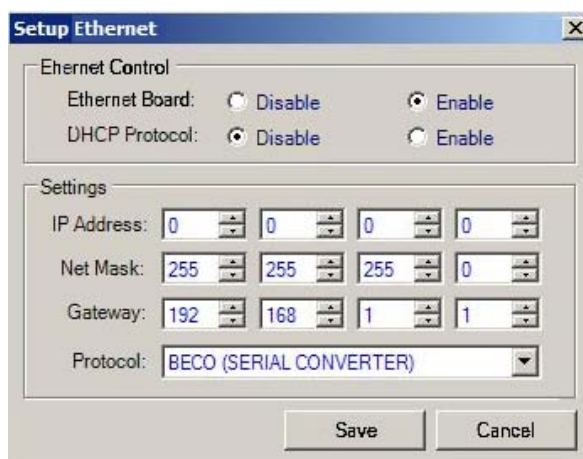 Setup Ethernet
Ehernet Control
Ethernet Board: Disable Enable
DHCP Protocol: Disable Enable
Settings
IP Address: 0 0 0 0
Net Mask: 255 255 255 0
Gateway: 192 168 1 1
Protocol: BECO (SERIAL CONVERTER)
Save Cancel